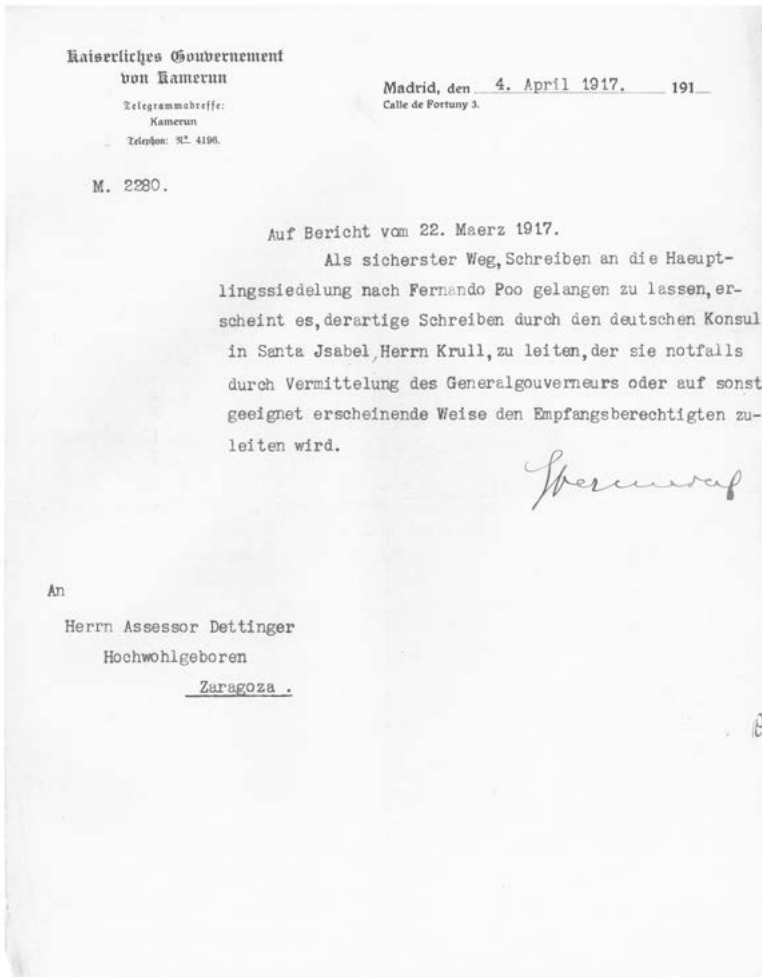 Kaiserliches Gouvernement
von Kamerun
Telegrammadresse:
Kamerun
Telephon: No. 4196.
Madrid, den 4. April 1917. 191
Calle de Fortuny 3.
M. 2280.
Auf Bericht vom 22. Maerz 1917.
Als sicherster Weg, Schreiben an die Haeupt-
lingssiedelung nach Fernando Poo gelangen zu lassen, er-
scheint es, derartige Schreiben durch den deutschen Konsul
in Santa Jsabel, Herrn Krull, zu leiten, der sie notfalls
durch Vermittelung des Generalgouverneurs oder auf sonst
geeignet erscheinende Weise den Empfangsberechtigten zu-
leiten wird.
An
Herrn Assessor Dettinger
Hochwohlgeboren
Zaragoza .